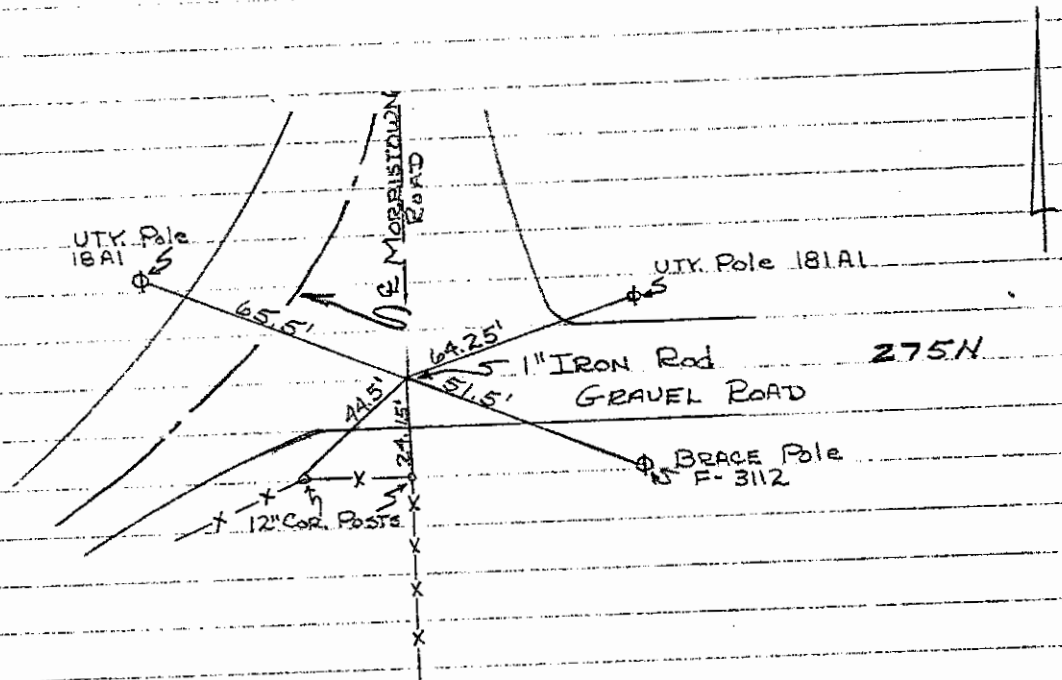 ℄ MORRISTOWN
ROAD
UTY. Pole
18A1
UTY. Pole 181A1
65.5'
64.25'
1" IRON Rod
275N
51.5'
GRAVEL ROAD
44.5'
24.15'
BRACE Pole
F-3112
12" COR. POSTS